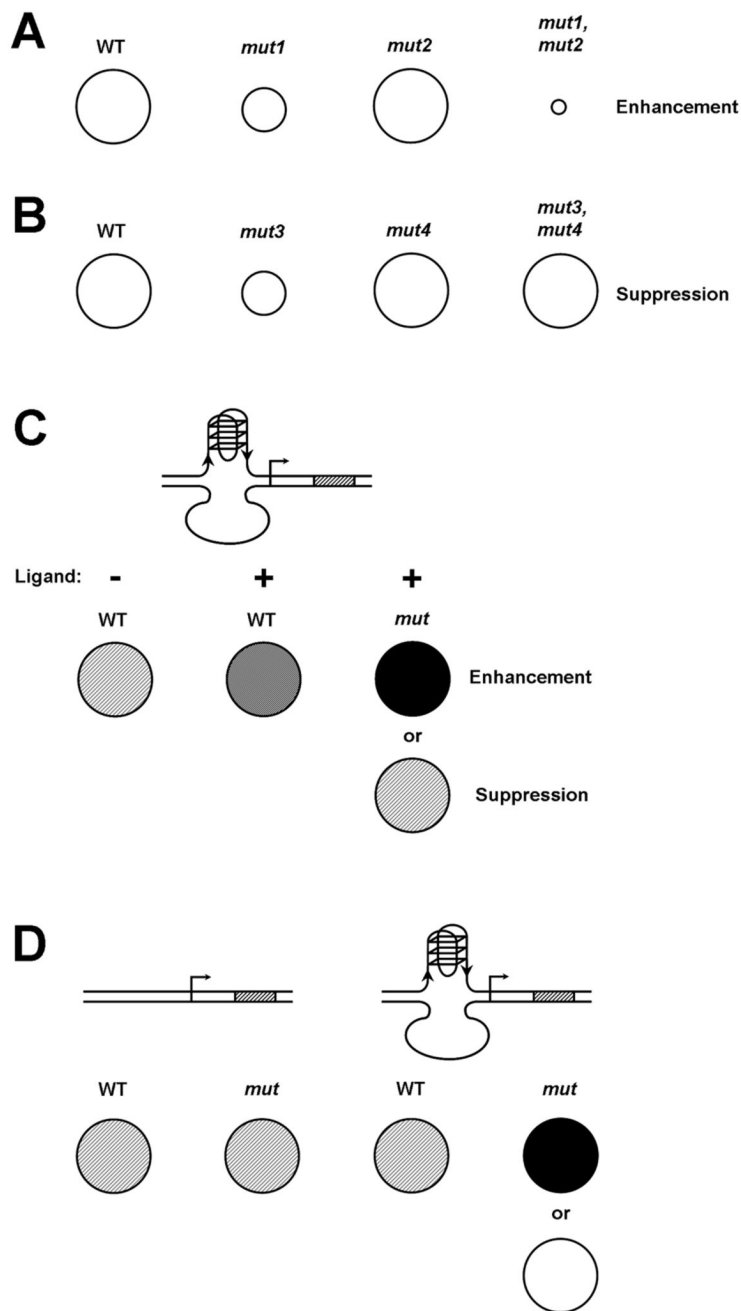 A
WT mut1 mut2 mut1,
mut2
Enhancement
B
WT mut3 mut4 mut3,
mut4
Suppression
C
Ligand: - + +
WT WT mut
Enhancement
or
Suppression
D
WT mut WT mut
or